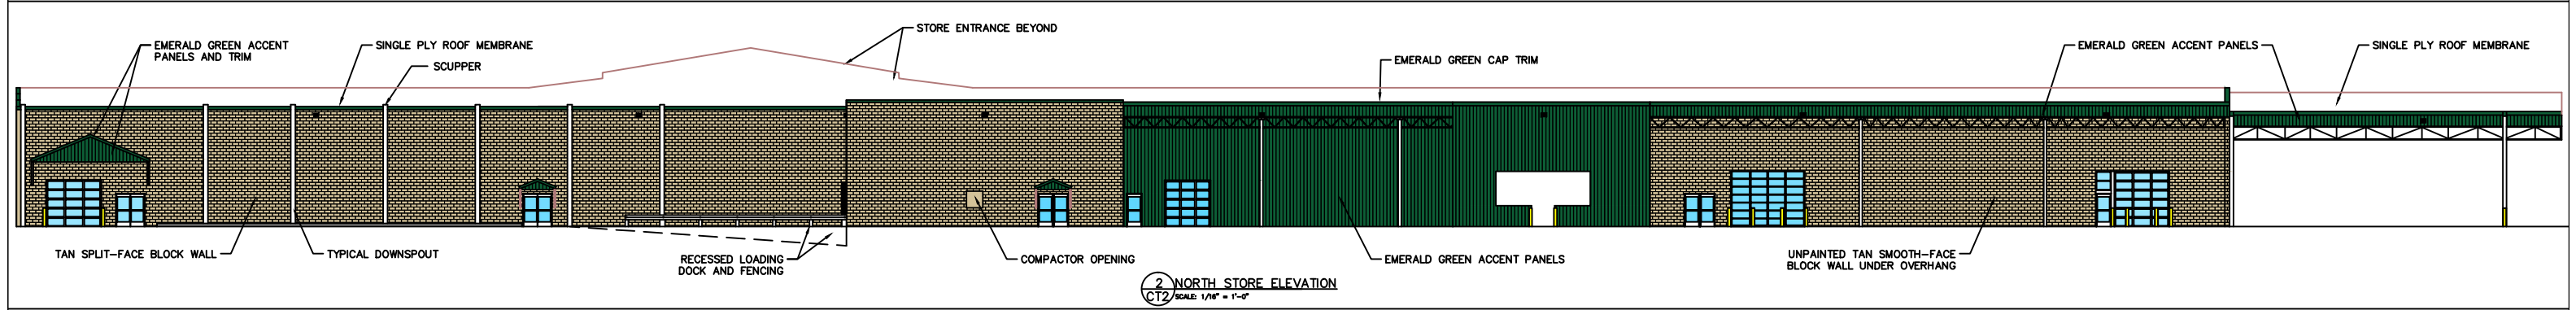 STORE ENTRANCE BEYOND
EMERALD GREEN ACCENT
PANELS AND TRIM
SINGLE PLY ROOF MEMBRANE
SCUPPER
EMERALD GREEN CAP TRIM
EMERALD GREEN ACCENT PANELS
SINGLE PLY ROOF MEMBRANE
TAN SPLIT-FACE BLOCK WALL
TYPICAL DOWNSPOUT
RECESSED LOADING
DOCK AND FENCING
COMPACTOR OPENING
EMERALD GREEN ACCENT PANELS
UNPAINTED TAN SMOOTH-FACE
BLOCK WALL UNDER OVERHANG
2
CT2
NORTH STORE ELEVATION
SCALE: 1/16" = 1'-0"